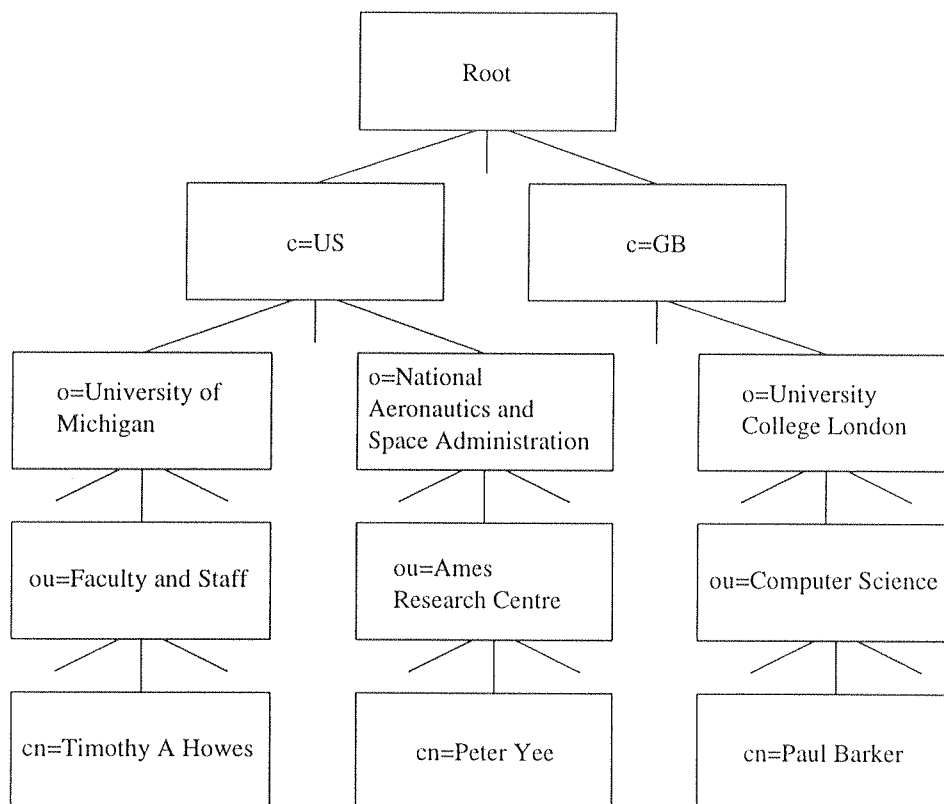 Root
c=US
c=GB
o=University of
Michigan
o=National
Aeronautics and
Space Administration
o=University
College London
ou=Faculty and Staff
ou=Ames
Research Centre
ou=Computer Science
cn=Timothy A Howes
cn=Peter Yee
cn=Paul Barker